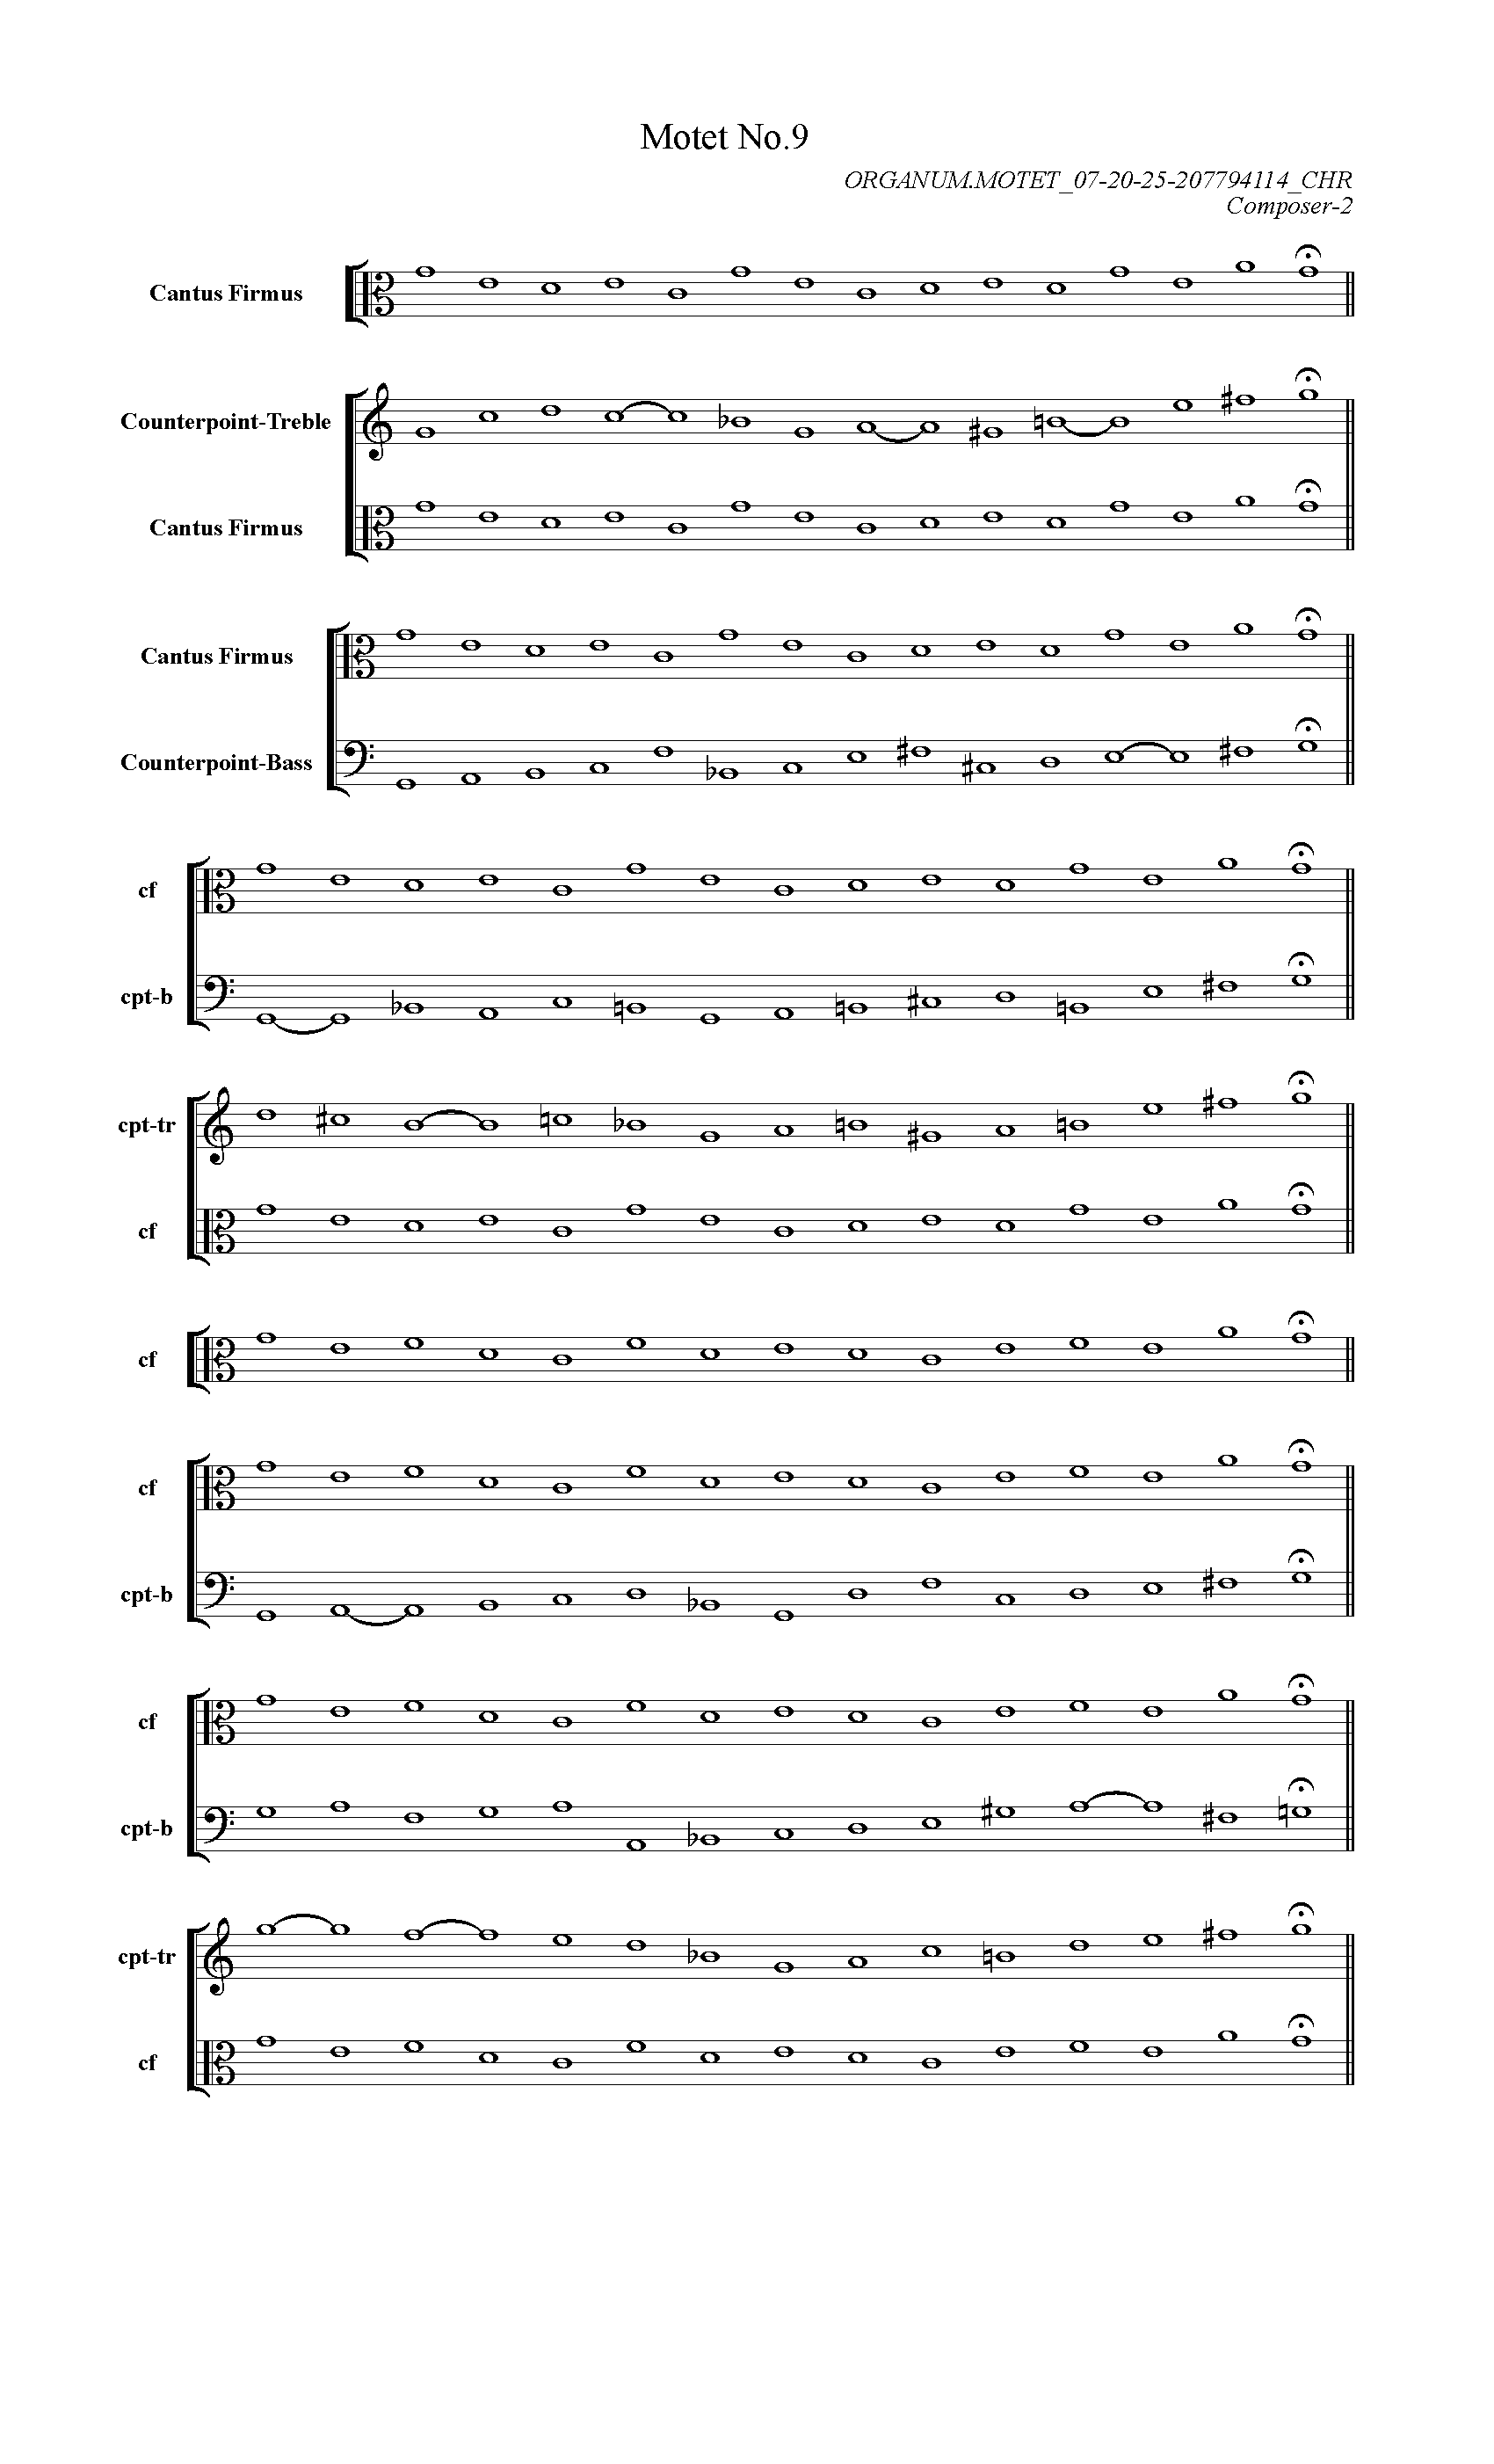 Motet No.9
ORGANUM.MOTET_07-20-25-207794114_CHR
Composer-2
Cantus Firmus
Counterpoint-Treble
Cantus Firmus
Cantus Firmus
Counterpoint-Bass
cf
cpt-b
cpt-tr
cf
cf
cf
cpt-b
cf
cpt-b
cpt-tr
cf